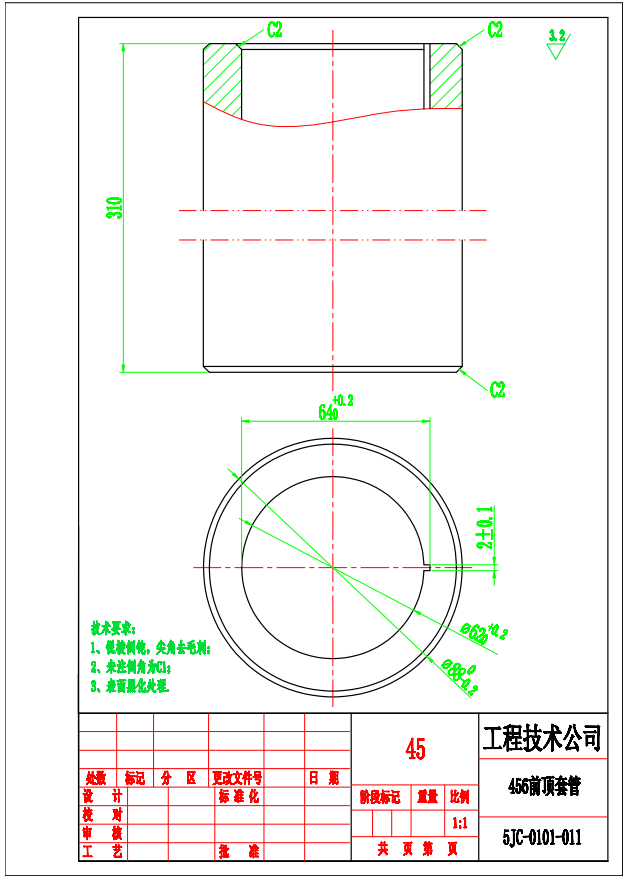 C2
C2
3.2
310
C2
64 +0.2 0
2±0.1
ø62 +0.2 0
ø88 0 -0.2
技术要求:
1、锐棱倒钝，尖角去毛刺;
2、未注倒角为C1;
3、表面黑化处理.
45
工程技术公司
处数 标记 分 区 更改文件号 日 期
设 计 标准化
阶段标记 重量 比例
456前顶套管
校 对
1:1
审 核
5JC-0101-011
工 艺 批 准
共 页 第 页